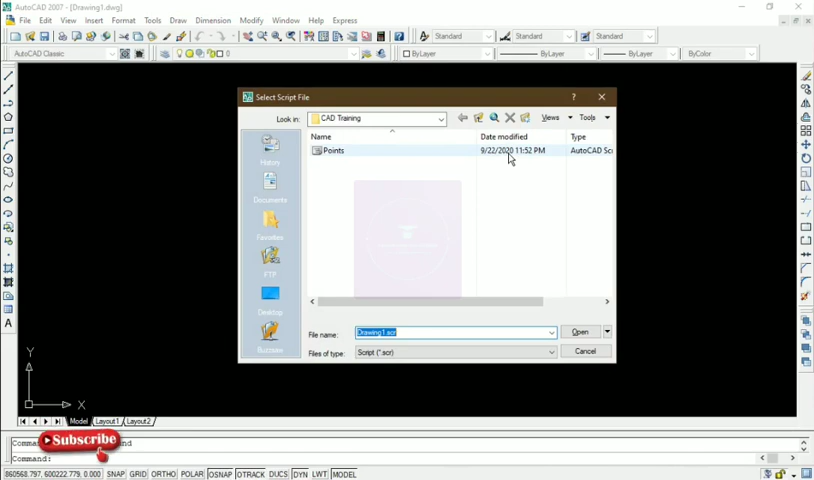 AutoCAD 2007 - [Drawing1.dwg]
File Edit View Insert Format Tools Draw Dimension Modify Window Help Express
Standard Standard Standard
AutoCAD Classic 0 ByLayer ByLayer ByLayer ByColor
Select Script File
Look in: CAD Training Views Tools
Name Date modified Type
Points 9/22/2020 11:52 PM AutoCAD Sc
History
Documents
Favorites
FTP
Desktop
Buzzsaw
File name: Drawing1.scr Open
Files of type: Script (*.scr) Cancel
Y
X
Model Layout1 Layout2
Subscribe
Command:
860568.797, 600222.779, 0.000 SNAP GRID ORTHO POLAR OSNAP OTRACK DUCS DYN LWT MODEL